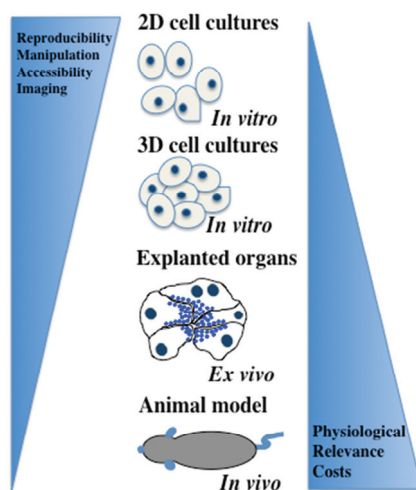 2D cell cultures
Reproducibility
Manipulation
Accessibility
Imaging
In vitro
3D cell cultures
In vitro
Explanted organs
Ex vivo
Animal model
Physiological
Relevance
Costs
In vivo